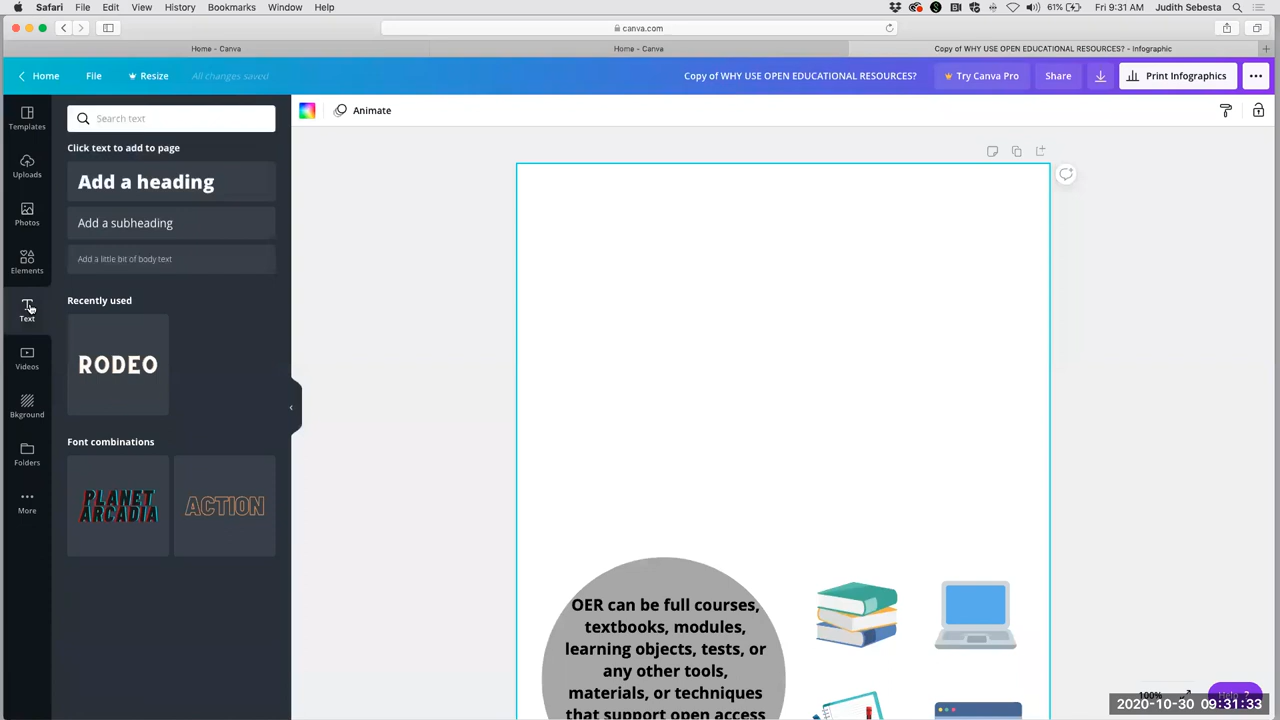 Safari File Edit View History Bookmarks Window Help 61% Fri 9:31 AM Judith Sebesta
canva.com
Home - Canva Home - Canva Copy of WHY USE OPEN EDUCATIONAL RESOURCES? - Infographic
Home File Resize All changes saved Copy of WHY USE OPEN EDUCATIONAL RESOURCES? Try Canva Pro Share Print Infographics
Templates
Uploads
Photos
Elements
Text
Videos
Bkground
Folders
More
Search text
Click text to add to page
Add a heading
Add a subheading
Add a little bit of body text
Recently used
RODEO
Font combinations
PLANET
ARCADIA
ACTION
Animate
OER can be full courses,
textbooks, modules,
learning objects, tests, or
any other tools,
materials, or techniques
that support open access
100% Help ?
2020-10-30 09:31:33